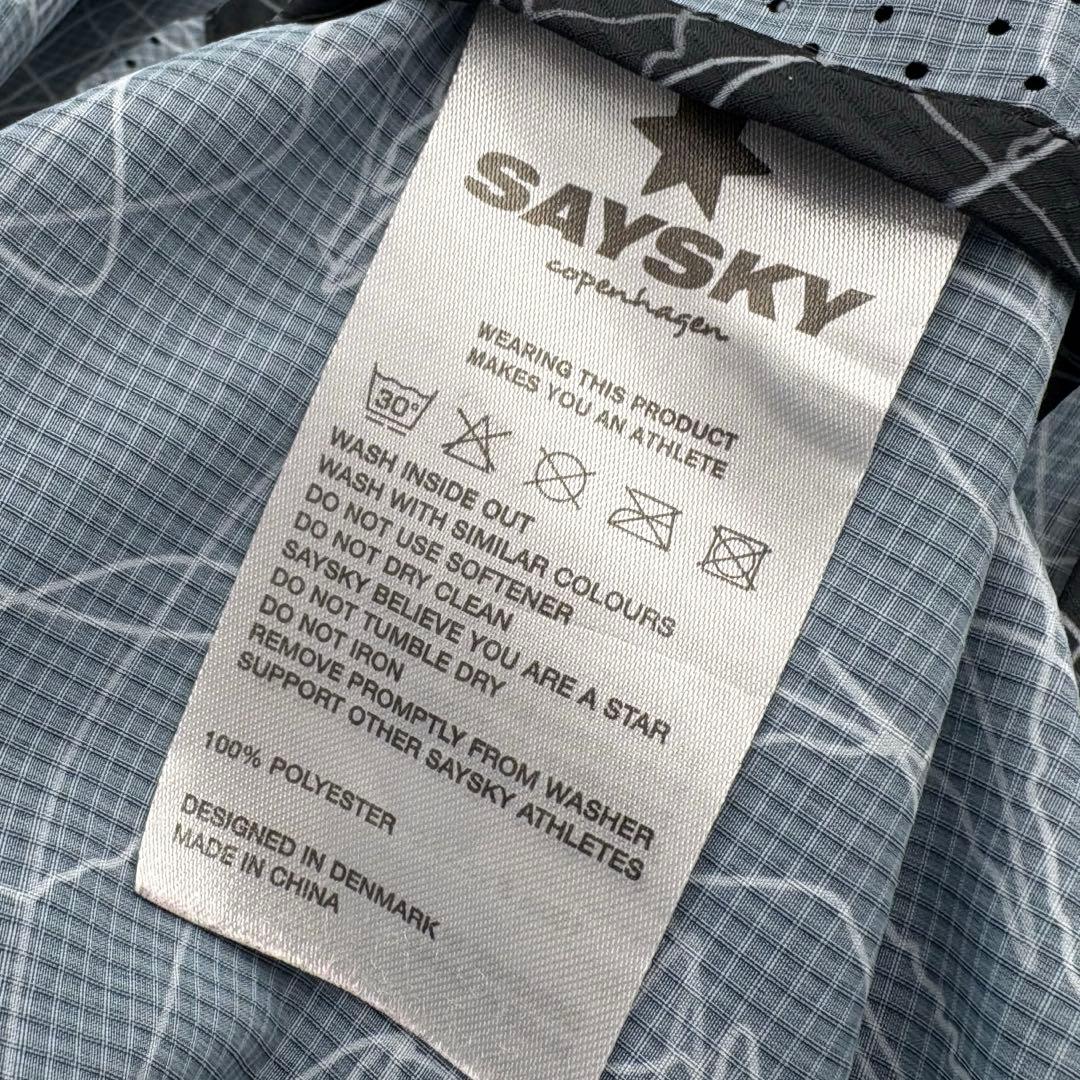 SAYSKY
copenhagen
WEARING THIS PRODUCT
MAKES YOU AN ATHLETE
30°
WASH INSIDE OUT
WASH WITH SIMILAR COLOURS
DO NOT USE SOFTENER
DO NOT DRY CLEAN
SAYSKY BELIEVE YOU ARE A STAR
DO NOT TUMBLE DRY
DO NOT IRON
REMOVE PROMPTLY FROM WASHER
SUPPORT OTHER SAYSKY ATHLETES
100% POLYESTER
DESIGNED IN DENMARK
MADE IN CHINA